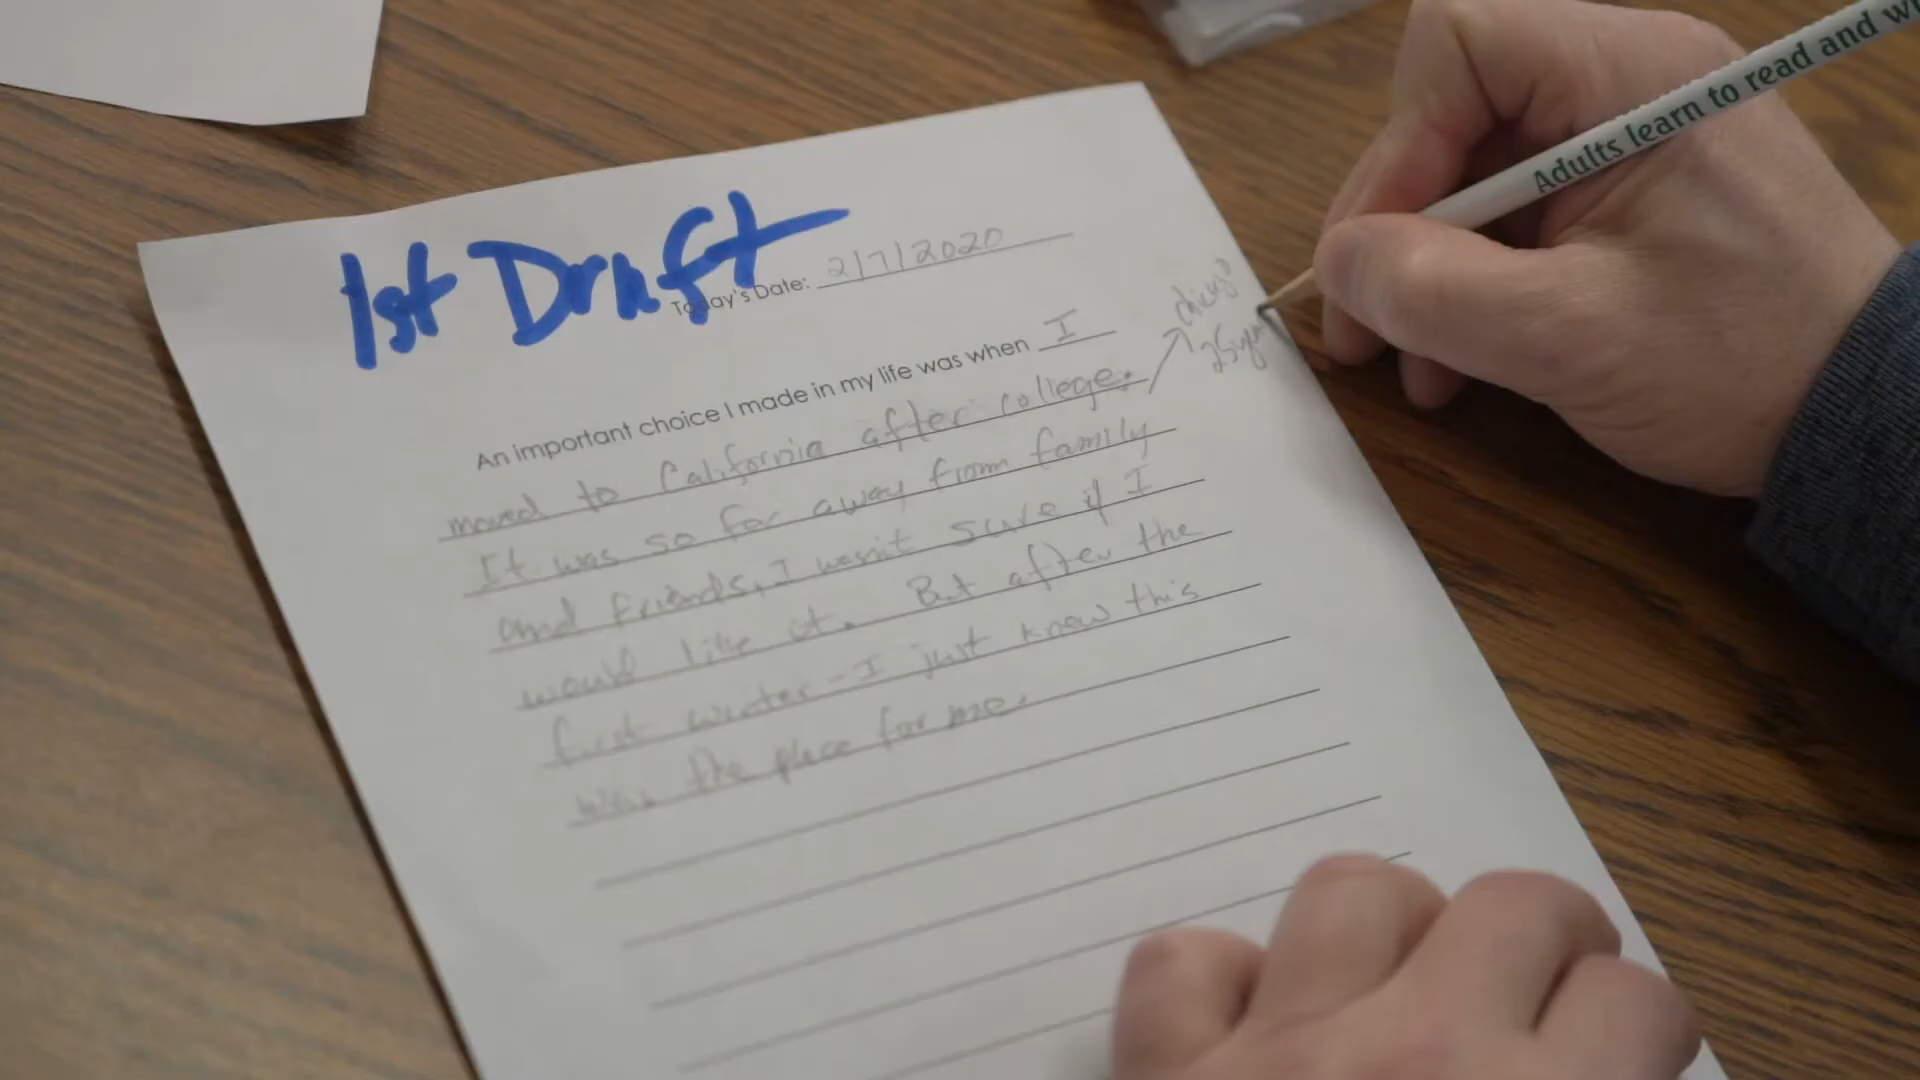 1st Draft
Today's Date: 2/7/2020
An important choice I made in my life was when I
moved to California after college.
It was so far away from family
and friends, I wasn't sure if I
would like it. But after the
first winter - I just knew this
was the place for me.
Adults learn to read and